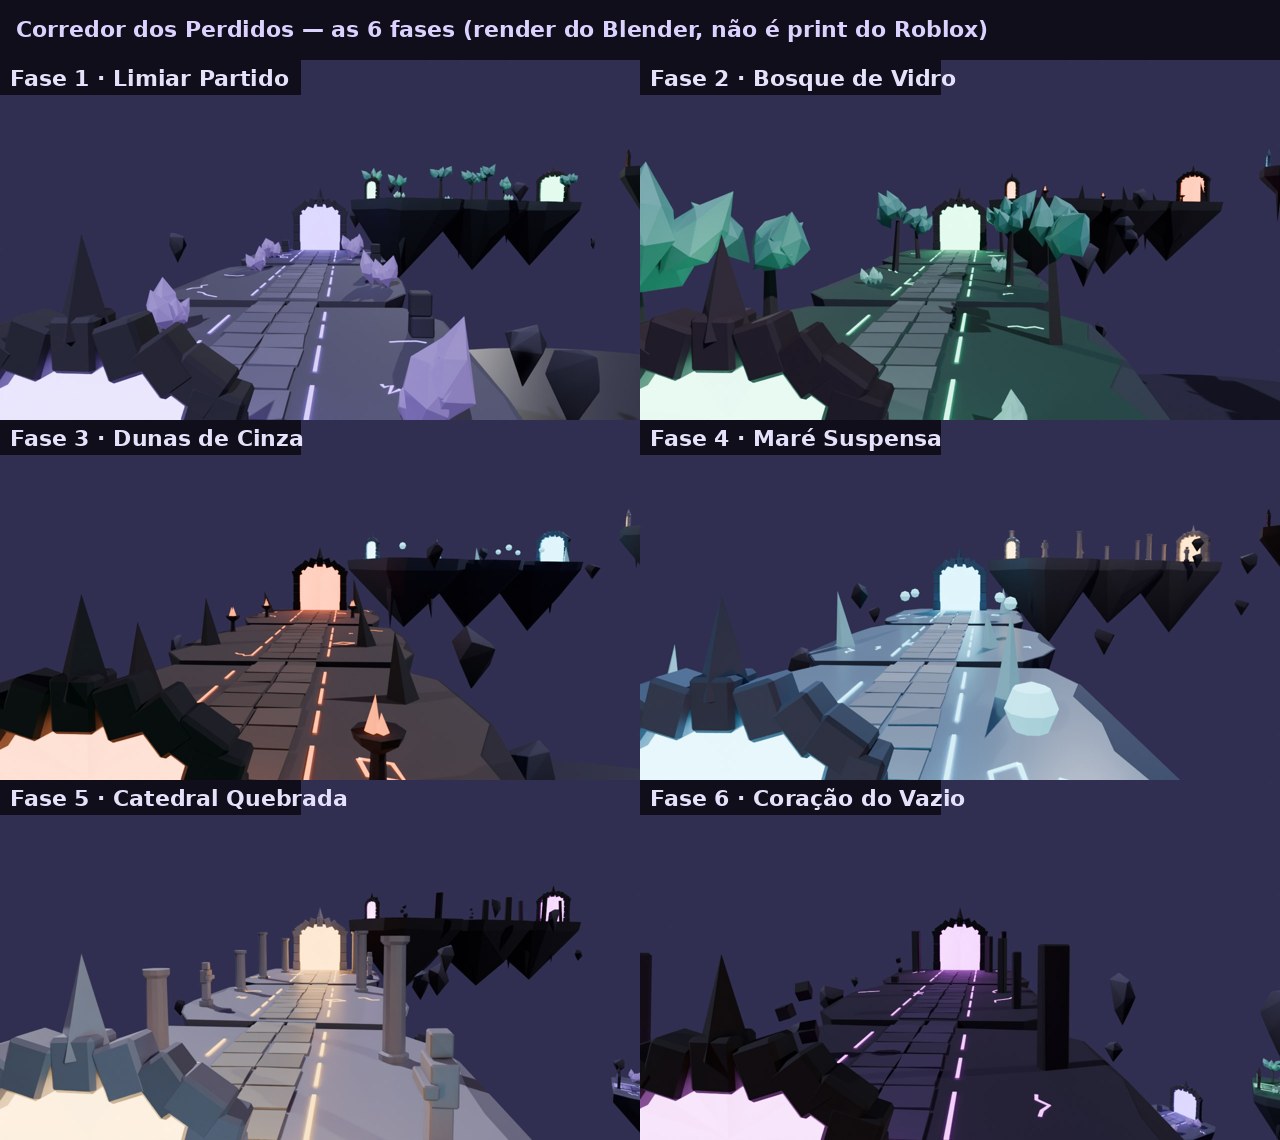 Corredor dos Perdidos — as 6 fases (render do Blender, não é print do Roblox)
Fase 1 · Limiar Partido
Fase 2 · Bosque de Vidro
Fase 3 · Dunas de Cinza
Fase 4 · Maré Suspensa
Fase 5 · Catedral Quebrada
Fase 6 · Coração do Vazio